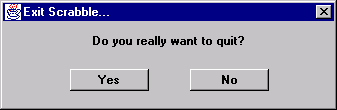 Exit Scrabble...
Do you really want to quit?
Yes No